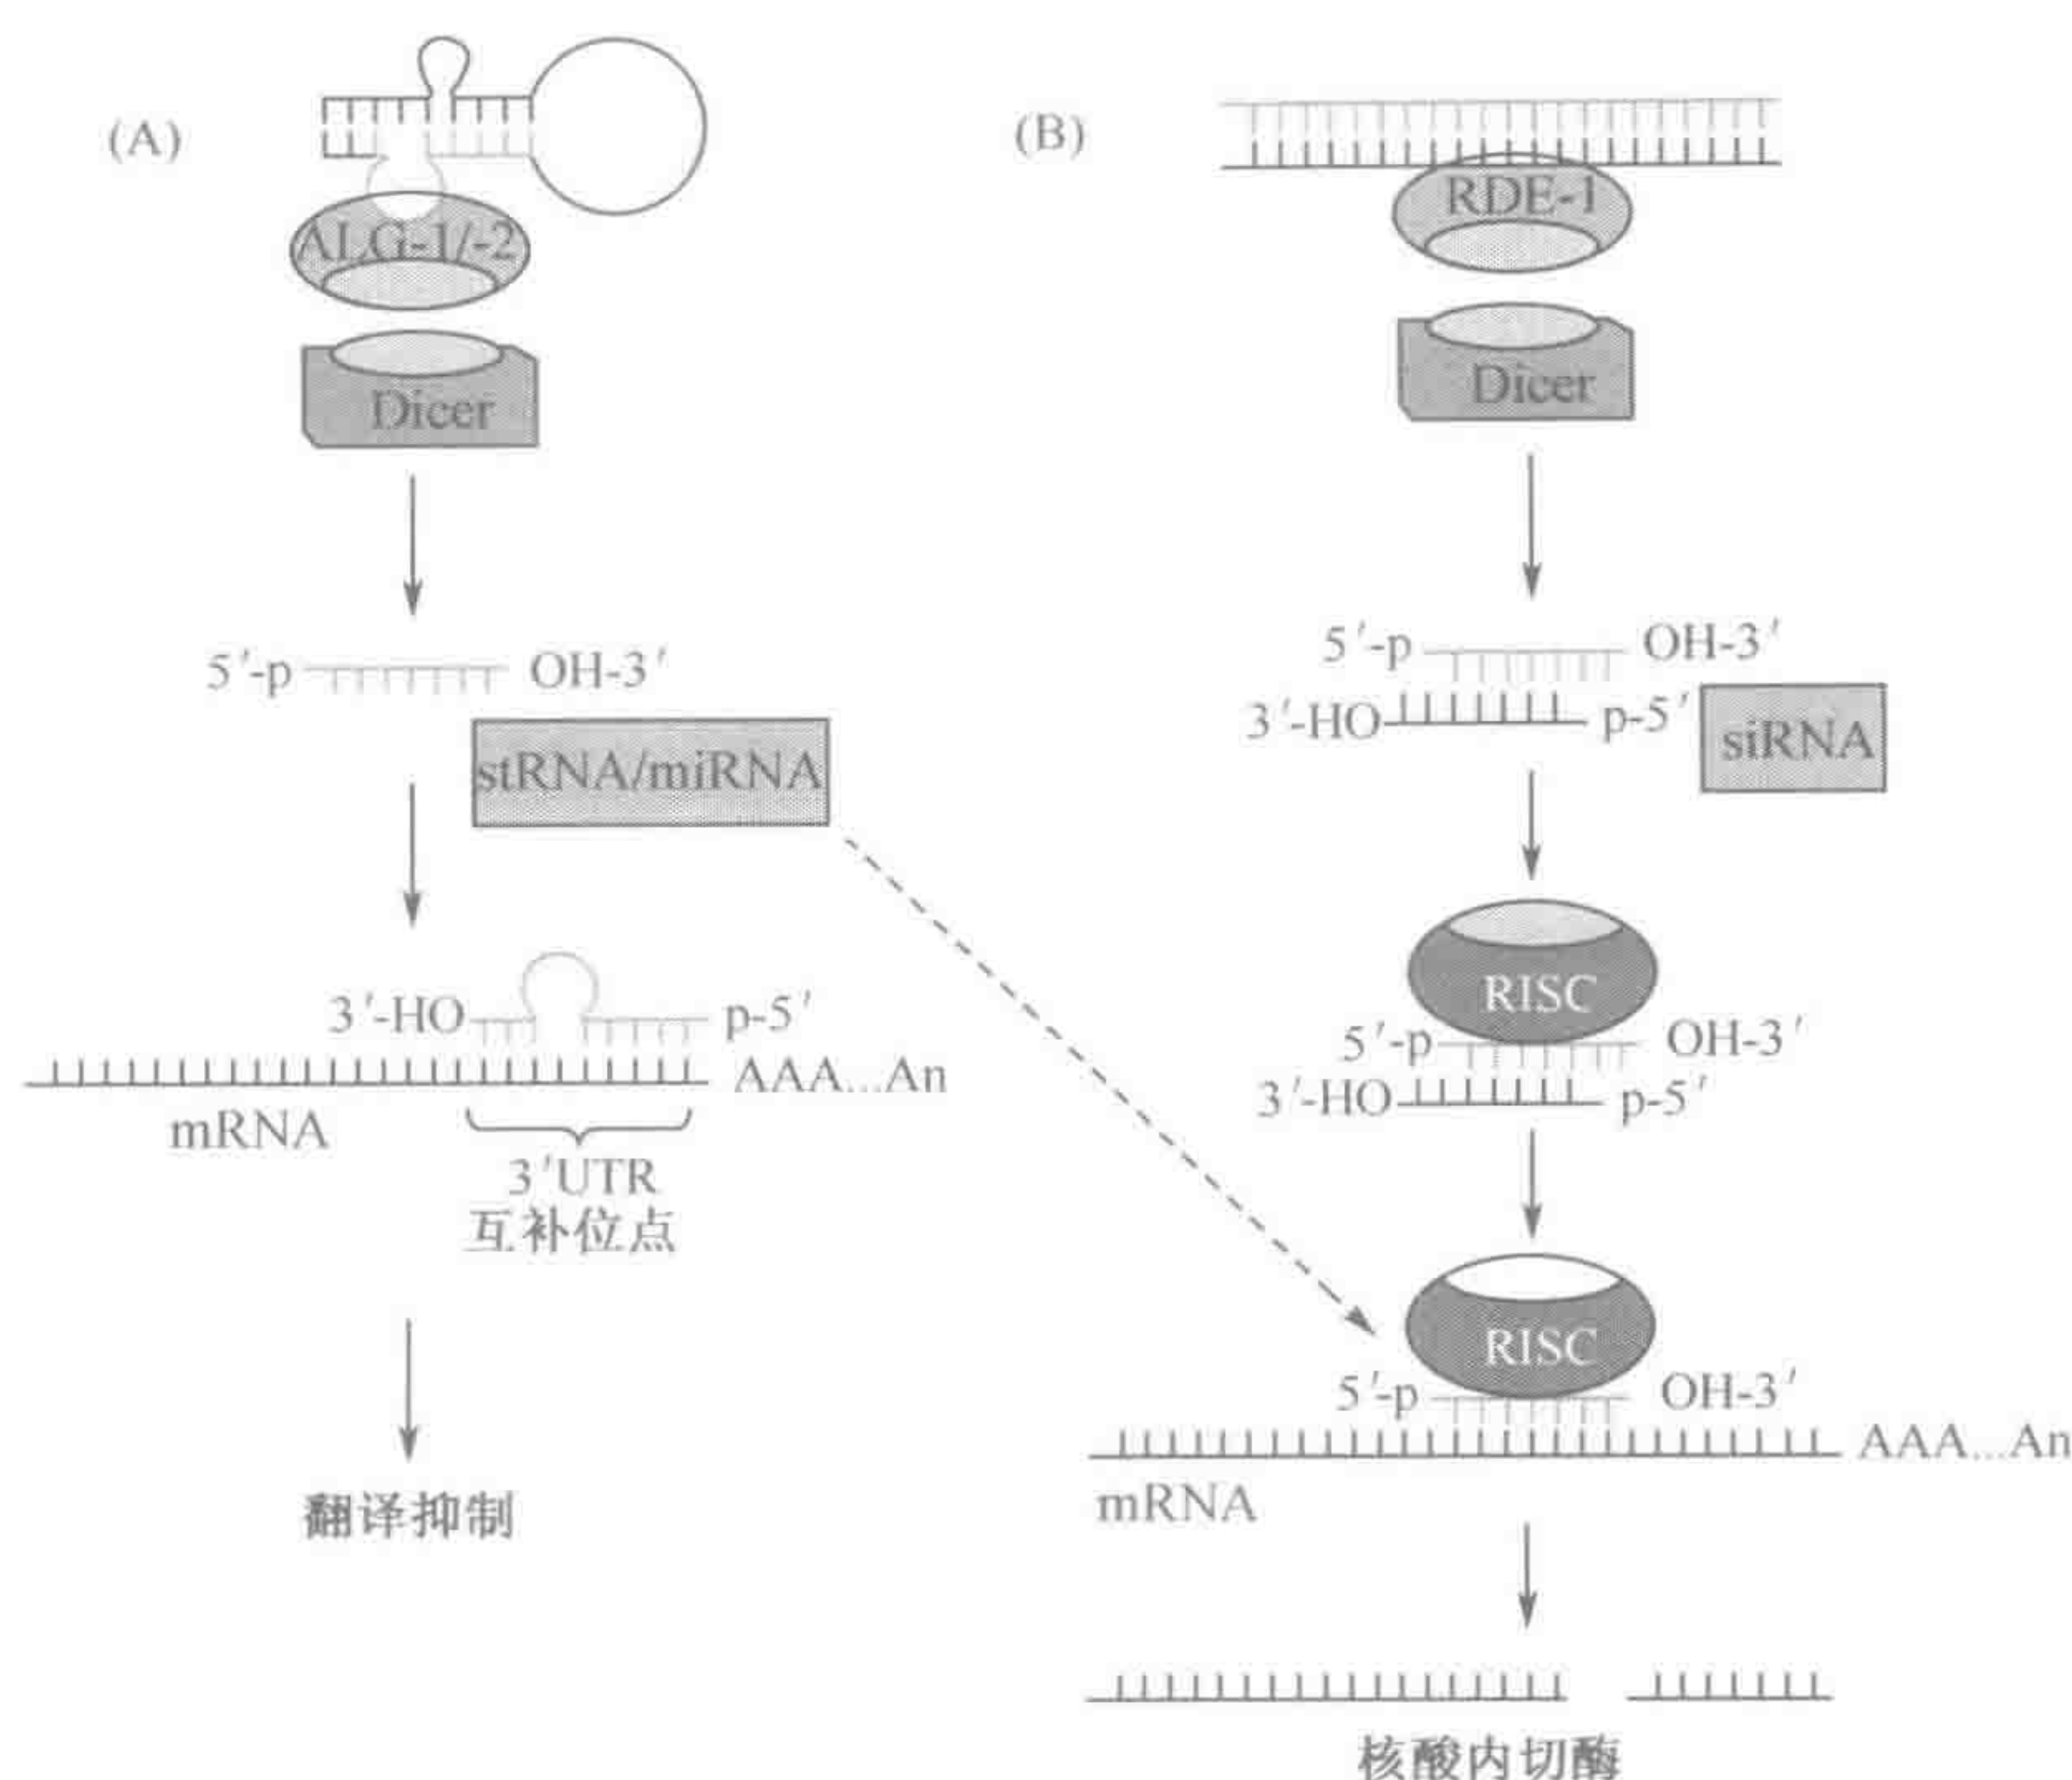 (A)
ALG-1/-2
Dicer
5′-p OH-3′
stRNA/miRNA
3′-HO p-5′
AAA...An
mRNA
3′UTR
互补位点
翻译抑制
(B)
RDE-1
Dicer
5′-p OH-3′
3′-HO p-5′
siRNA
RISC
5′-p OH-3′
3′-HO p-5′
RISC
5′-p OH-3′
AAA...An
mRNA
核酸内切酶